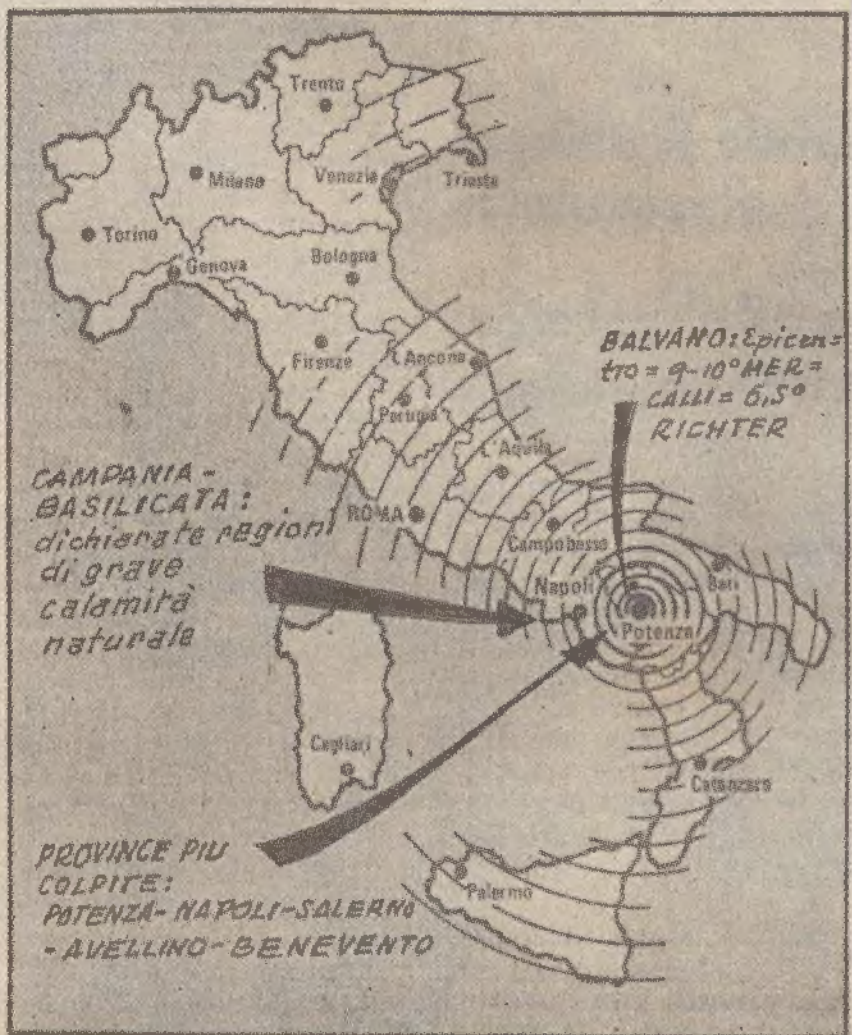 Trento
Milano
Venezia
Trieste
Torino
Genova
Bologna
Firenze
L'Ancona
Perugia
BALVANO: Epicen=
tro = 9-10° MER=
CALLI = 6,5°
RICHTER
L'Aquila
CAMPANIA -
BASILICATA:
dichiarate regioni
di grave
calamità
naturale
ROMA
Campobasso
Napoli
Bari
Potenza
Cagliari
Catanzaro
PROVINCE PIU
COLPITE:
POTENZA - NAPOLI - SALERNO
- AVELLINO - BENEVENTO
Palermo